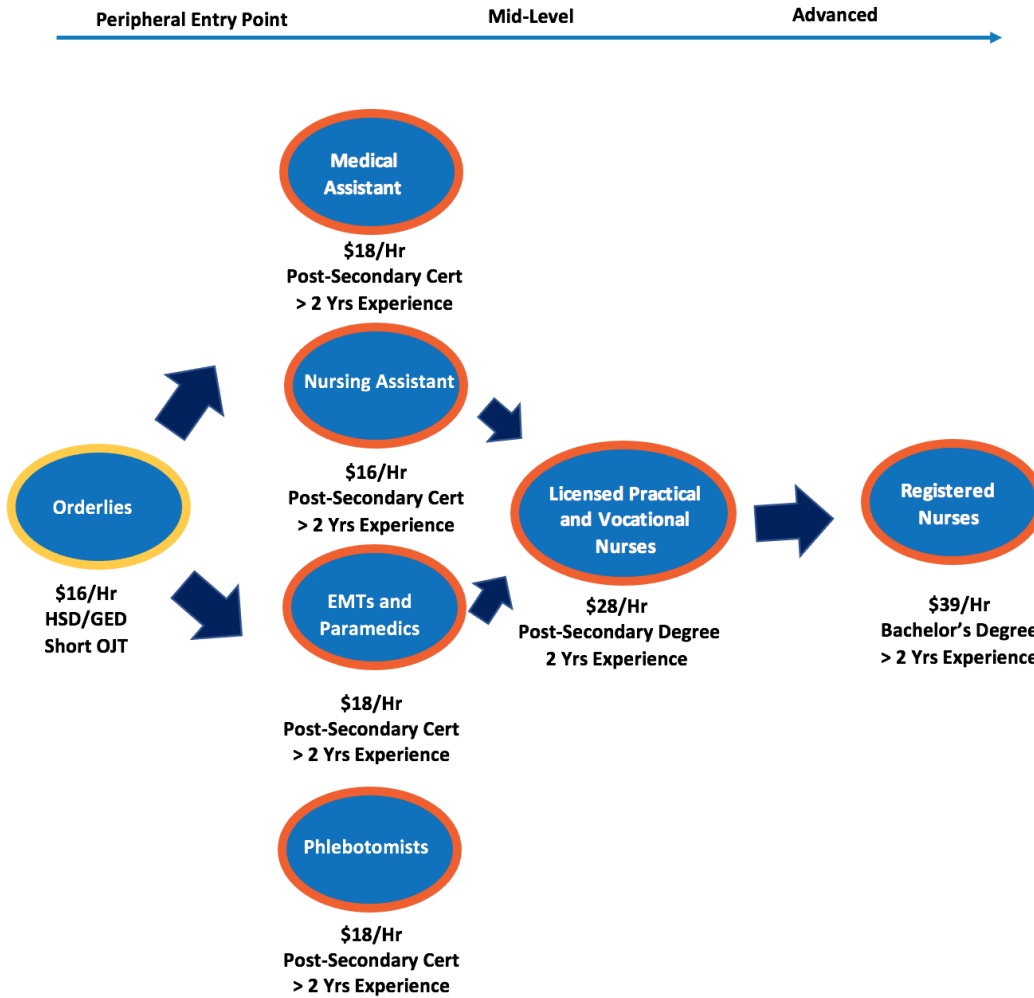 Peripheral Entry Point
Mid-Level
Advanced
Medical
Assistant
$18/Hr
Post-Secondary Cert
> 2 Yrs Experience
Nursing Assistant
$16/Hr
Post-Secondary Cert
> 2 Yrs Experience
Orderlies
$16/Hr
HSD/GED
Short OJT
EMTs and
Paramedics
$18/Hr
Post-Secondary Cert
> 2 Yrs Experience
Phlebotomists
$18/Hr
Post-Secondary Cert
> 2 Yrs Experience
Licensed Practical
and Vocational
Nurses
$28/Hr
Post-Secondary Degree
2 Yrs Experience
Registered
Nurses
$39/Hr
Bachelor’s Degree
> 2 Yrs Experience